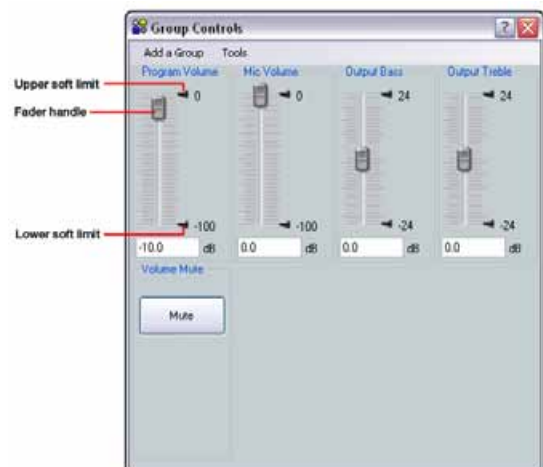 Group Controls
Add a Group Tools
Program Volume Mic Volume Output Bass Output Treble
Upper soft limit 0 0 24 24
Fader handle
Lower soft limit -100 -100 -24 -24
-10.0 dB 0.0 dB 0.0 dB 0.0 dB
Volume Mute
Mute